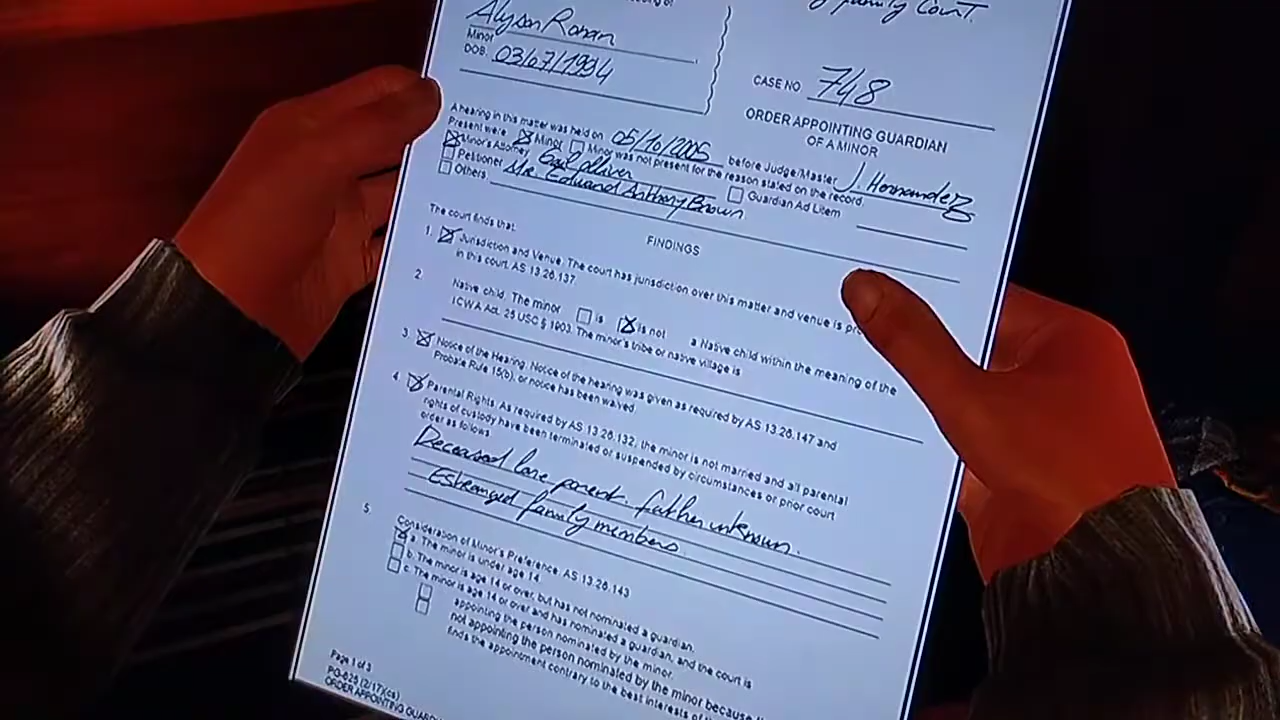 Family Court.
Alyson Ronan
Minor
DOB: 03/07/1994
CASE NO 748
ORDER APPOINTING GUARDIAN
OF A MINOR
A hearing in this matter was held on 05/10/2005 before Judge/Master J. Hernandez
Present were: Minor Minor was not present for the reason stated on the record.
Minor's Attorney Gail Oliver Guardian Ad Litem
Petitioner Mr Edward Anthony Brown
Others:
The court finds that:
FINDINGS
1. Jurisdiction and Venue. The court has jurisdiction over this matter and venue is
in this court. AS 13.26.137.
2 Native child. The minor is is not a Native child within the meaning of the
ICWA Act. 25 USC § 1903. The minor's tribe or native village is
3. Notice of the Hearing. Notice of the hearing was given as required by AS 13.26.147 and
Probate Rule 15(b), or notice has been waived.
4. Parental Rights. As required by AS 13.26.132, the minor is not married and all parental
rights of custody have been terminated or suspended by circumstances or prior court
order as follows:
Deceased lone parent. father unknown.
Estranged family members
5. Consideration of Minor's Preference. AS 13.26.143
a. The minor is under age 14.
b. The minor is age 14 or over, but has not nominated a guardian.
c. The minor is age 14 or over and has nominated a guardian, and the court is
appointing the person nominated by the minor.
not appointing the person nominated by the minor because
finds the appointment contrary to the best interests of
Page 1 of 3
PG-625 (2/17)(cs)
ORDER APPOINTING